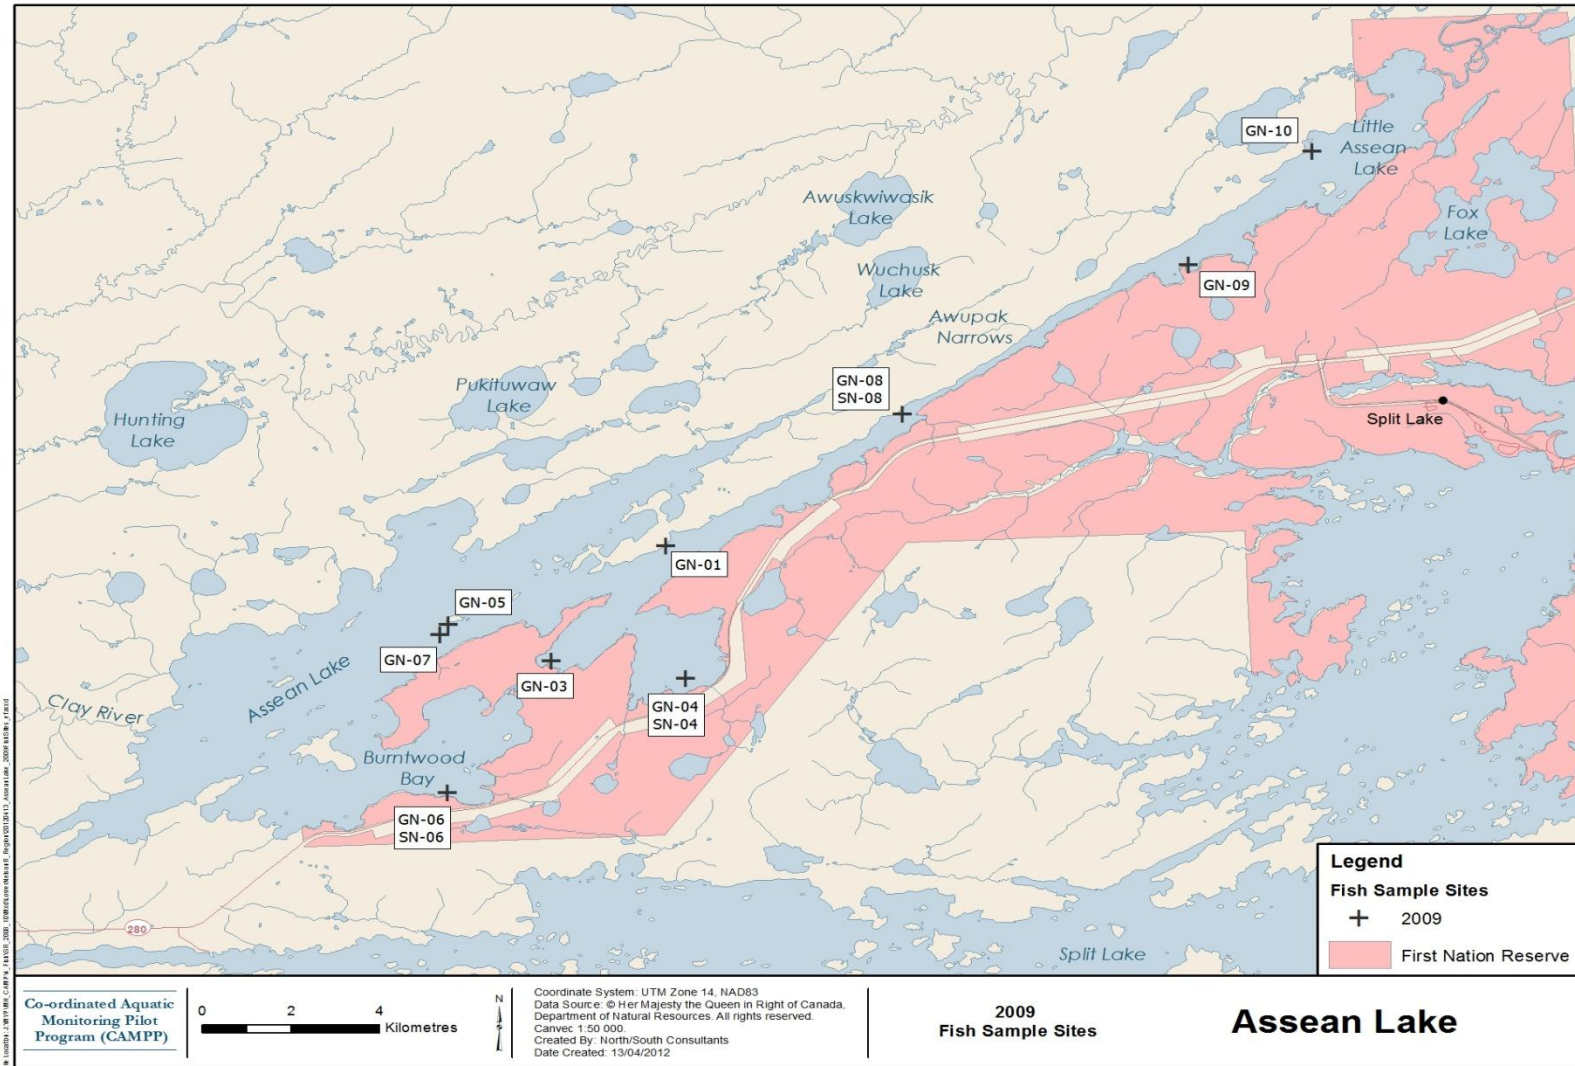 GN-10
Little
Assean
Lake
Awuskwiwasik
Lake
Fox
Lake
Wuchusk
Lake
GN-09
Awupak
Narrows
GN-08
SN-08
Pukituwaw
Lake
Hunting
Lake
Split Lake
GN-01
GN-05
GN-07
GN-03
Assean Lake
Clay River
GN-04
SN-04
Burntwood
Bay
GN-06
SN-06
280
Split Lake
Legend
Fish Sample Sites
2009
First Nation Reserve
Co-ordinated Aquatic
Monitoring Pilot
Program (CAMPP)
0 2 4
Kilometres
N
Coordinate System: UTM Zone 14, NAD83
Data Source: © Her Majesty the Queen in Right of Canada,
Department of Natural Resources. All rights reserved.
Canvec 1:50 000.
Created By: North/South Consultants
Date Created: 13/04/2012
2009
Fish Sample Sites
Assean Lake